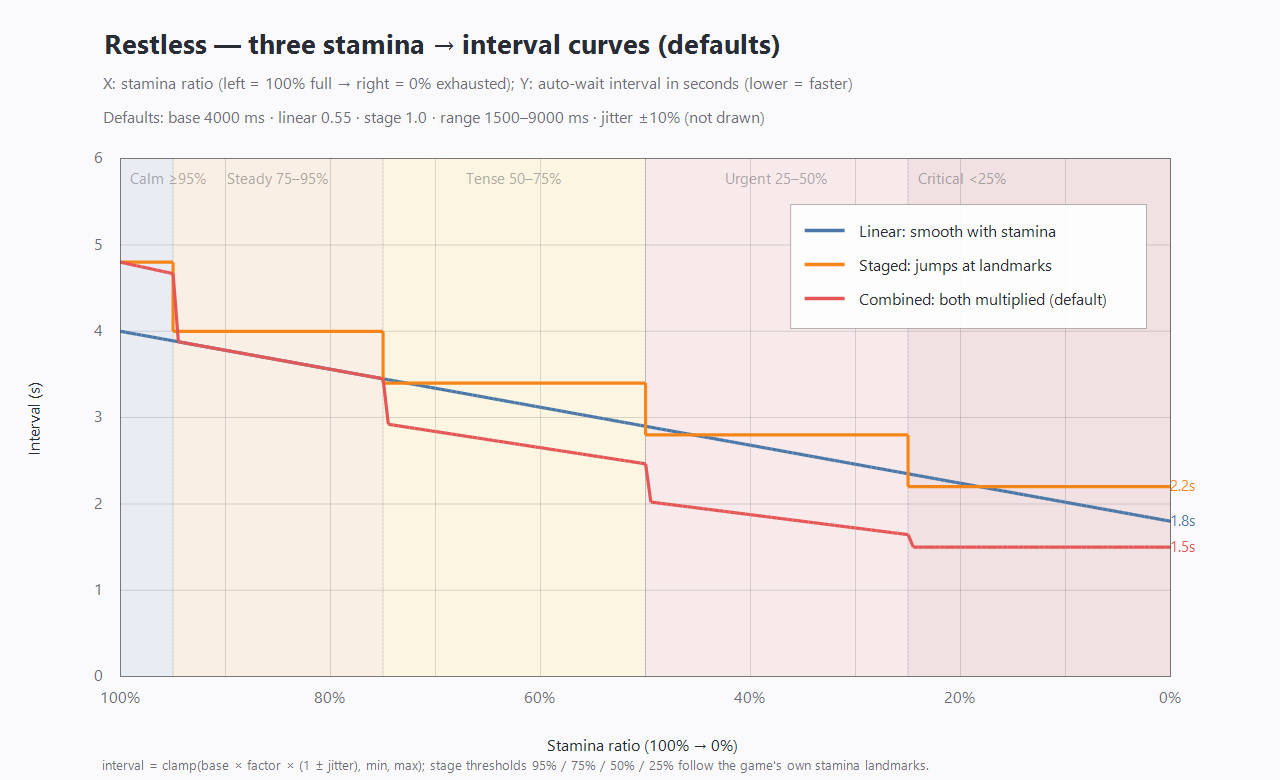 Restless — three stamina → interval curves (defaults)
X: stamina ratio (left = 100% full → right = 0% exhausted); Y: auto-wait interval in seconds (lower = faster)
Defaults: base 4000 ms · linear 0.55 · stage 1.0 · range 1500–9000 ms · jitter ±10% (not drawn)
6
Calm ≥95%
Steady 75–95%
Tense 50–75%
Urgent 25–50%
Critical <25%
Linear: smooth with stamina
Staged: jumps at landmarks
Combined: both multiplied (default)
5
4
3
2
1
0
Interval (s)
2.2s
1.8s
1.5s
100%
80%
60%
40%
20%
0%
Stamina ratio (100% → 0%)
interval = clamp(base × factor × (1 ± jitter), min, max); stage thresholds 95% / 75% / 50% / 25% follow the game's own stamina landmarks.